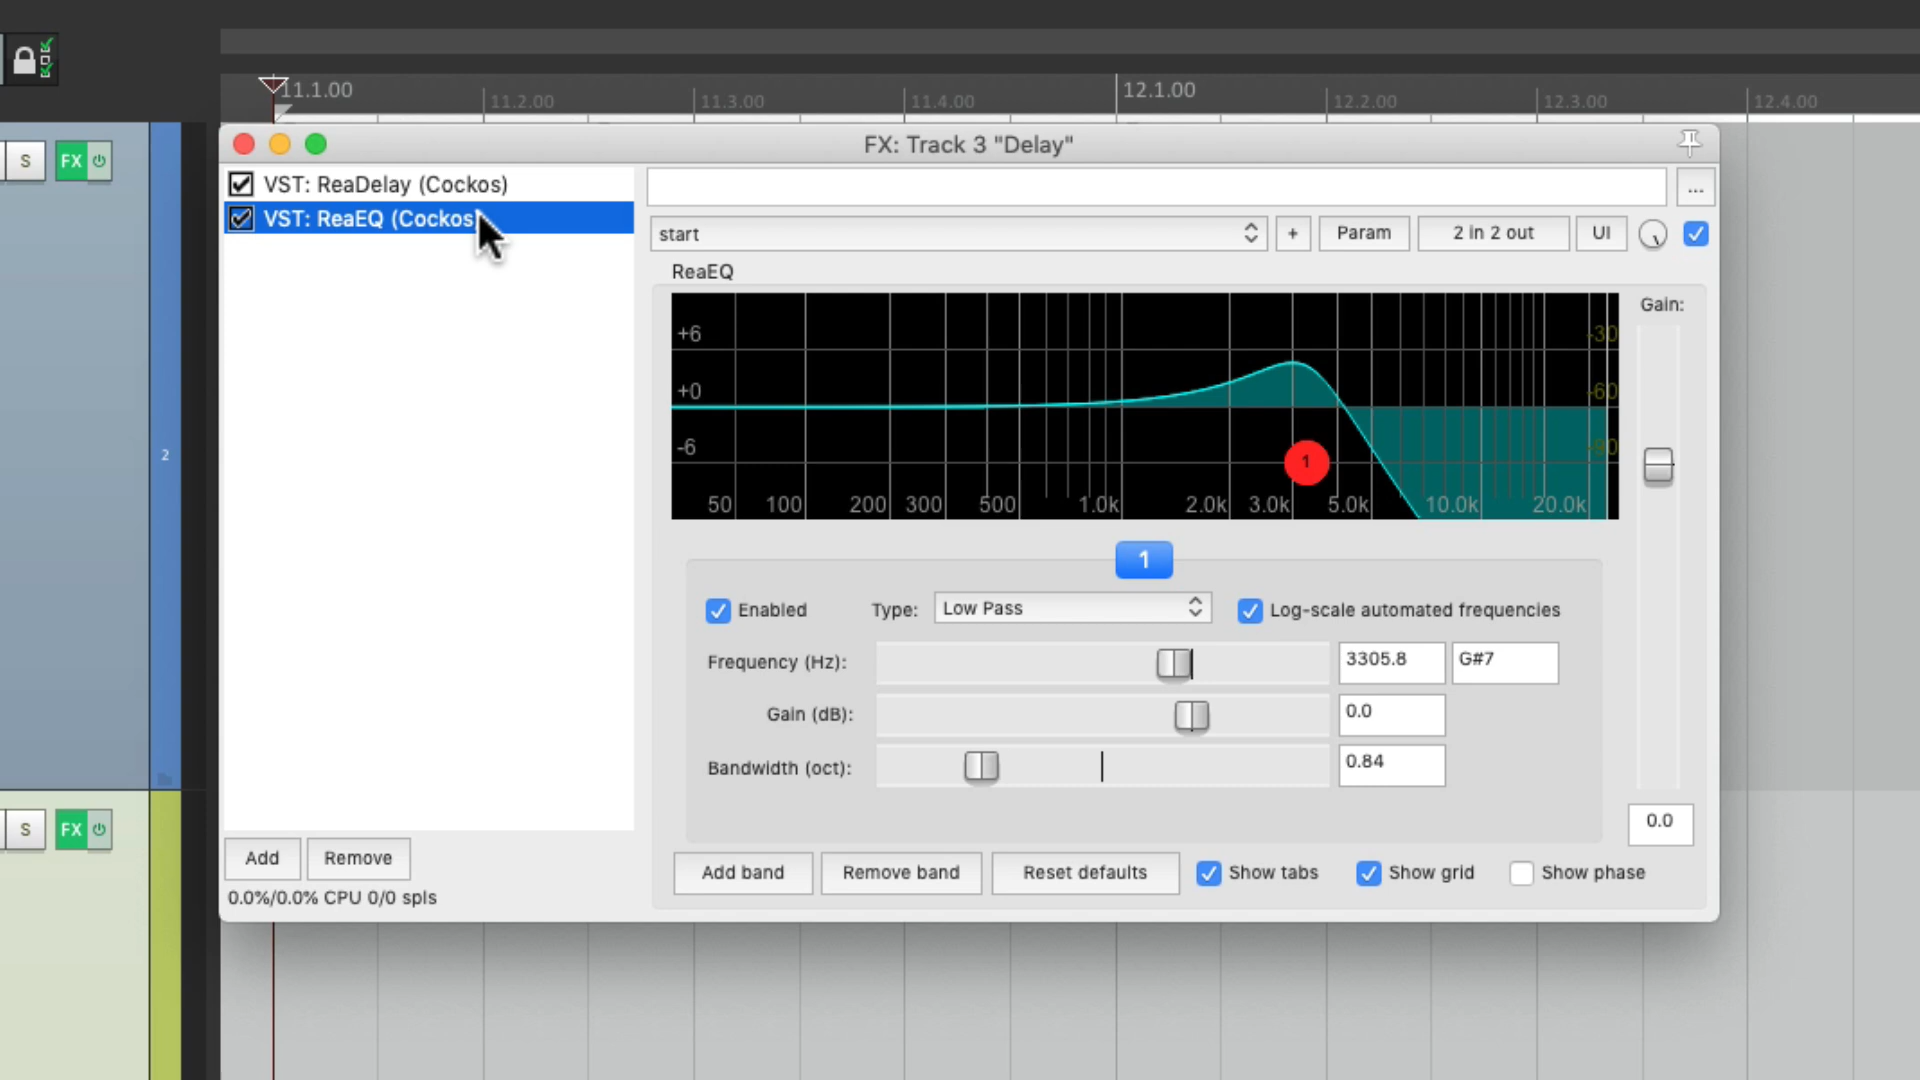 11.1.00
11.2.00
11.3.00
11.4.00
12.1.00
12.2.00
12.3.00
12.4.00
FX: Track 3 "Delay"
S
FX
VST: ReaDelay (Cockos)
VST: ReaEQ (Cockos
...
start
+
Param
2 in 2 out
UI
ReaEQ
Gain:
+6
-30
+0
-60
-6
-90
1
50
100
200
300
500
1.0k
2.0k
3.0k
5.0k
10.0k
20.0k
2
1
Enabled
Type:
Low Pass
Log-scale automated frequencies
Frequency (Hz):
3305.8
G#7
Gain (dB):
0.0
Bandwidth (oct):
0.84
0.0
S
FX
Add
Remove
Add band
Remove band
Reset defaults
Show tabs
Show grid
Show phase
0.0%/0.0% CPU 0/0 spls